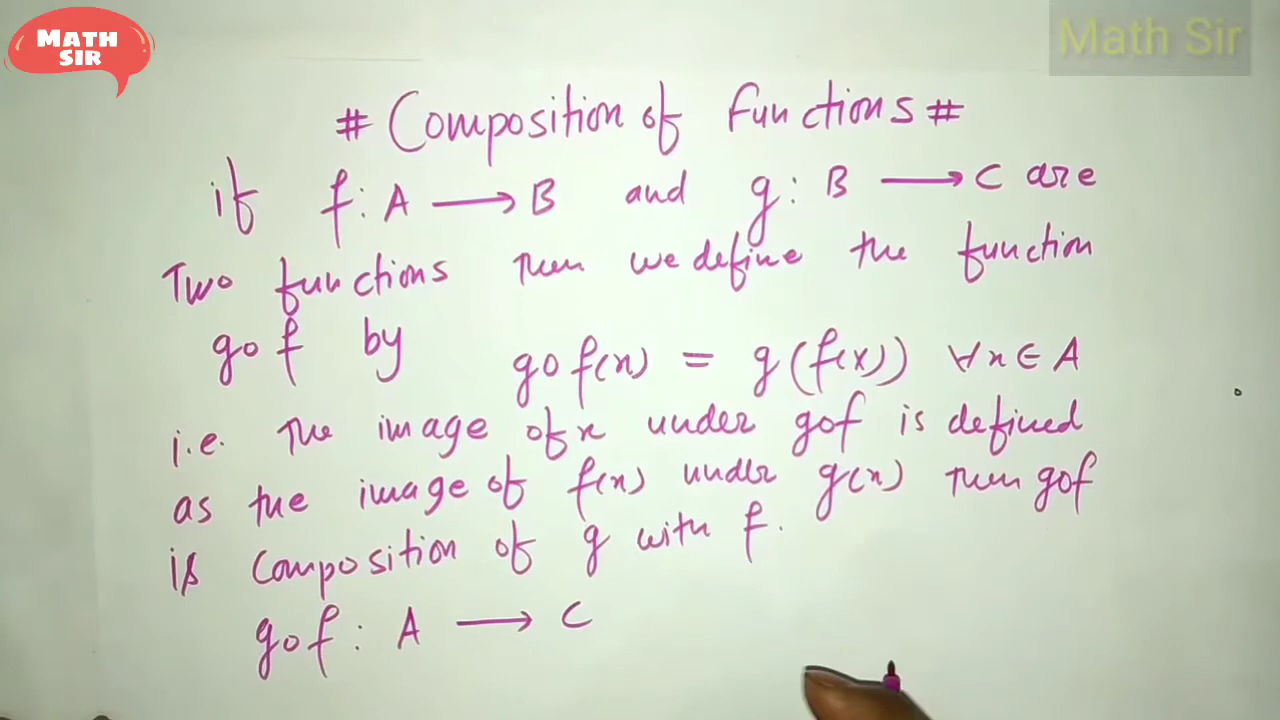 MATH
SIR
Math Sir
# Composition of functions #
if f: A ⟶ B and g: B ⟶ C are
Two functions then we define the function
gof by gof(x) = g(f(x)) ∀x ∈ A
i.e. The image of x under gof is defined
as the image of f(x) under g(x) then gof
is composition of g with f.
gof: A ⟶ C